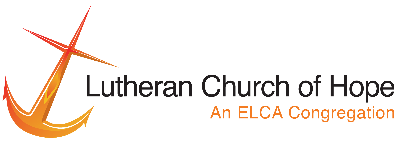 Lutheran Church of Hope
An ELCA Congregation